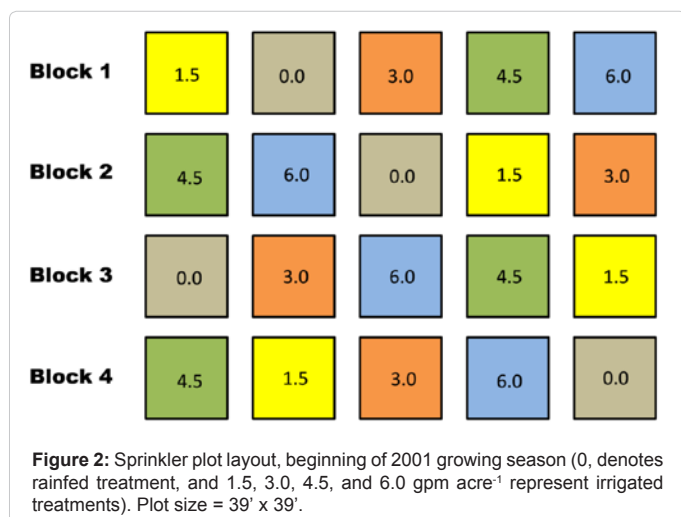 Block 1 1.5 0.0 3.0 4.5 6.0
Block 2 4.5 6.0 0.0 1.5 3.0
Block 3 0.0 3.0 6.0 4.5 1.5
Block 4 4.5 1.5 3.0 6.0 0.0
Figure 2: Sprinkler plot layout, beginning of 2001 growing season (0, denotes
rainfed treatment, and 1.5, 3.0, 4.5, and 6.0 gpm acre⁻¹ represent irrigated
treatments). Plot size = 39’ x 39’.